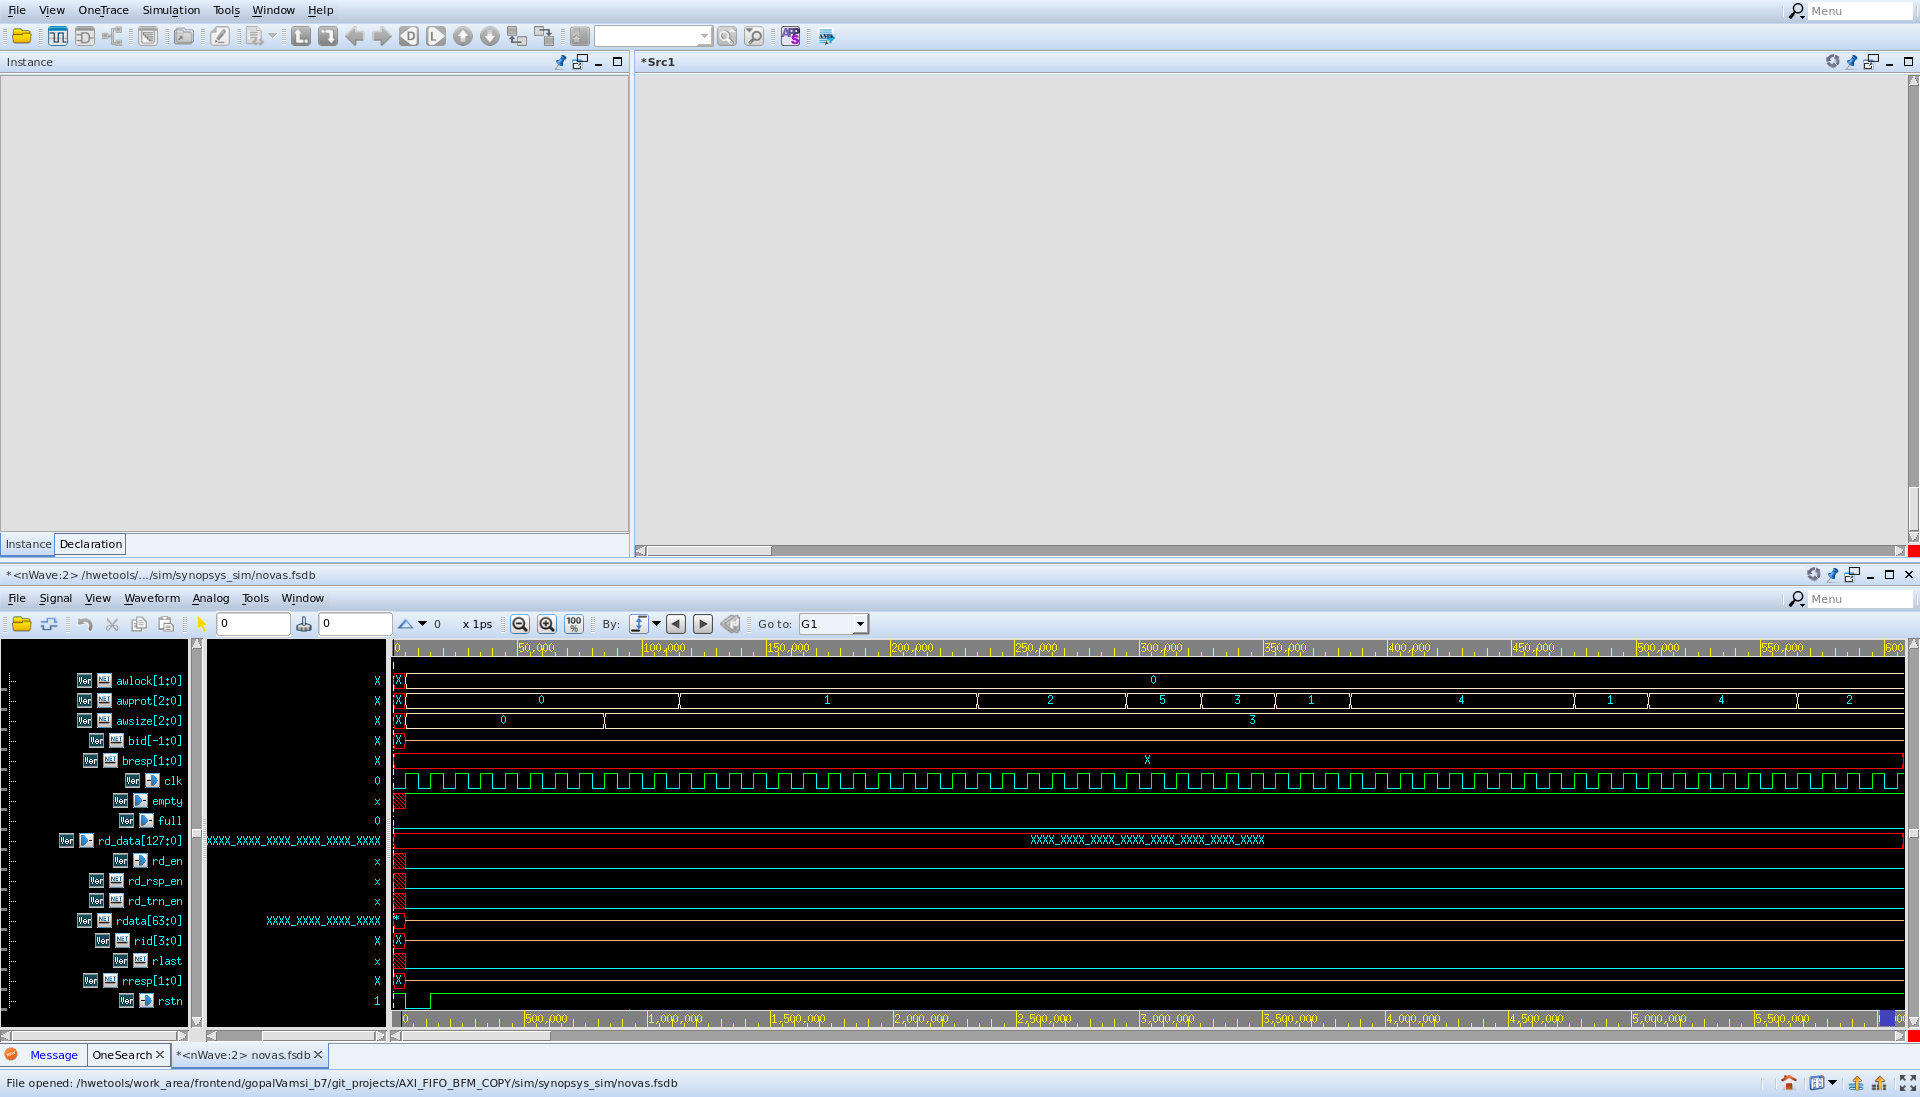 File View OneTrace Simulation Tools Window Help Menu
Instance
*Src1
Instance Declaration
*<nWave:2> /hwetools/.../sim/synopsys_sim/novas.fsdb
File Signal View Waveform Analog Tools Window Menu
0 0 0 x 1ps 100% By: Go to: G1
0 50,000 100,000 150,000 200,000 250,000 300,000 350,000 400,000 450,000 500,000 550,000 600
awlock[1:0] X X 0
awprot[2:0] X X 0 1 2 5 3 1 4 1 4 2
awsize[2:0] X X 0 3
bid[-1:0] X X
bresp[1:0] X X
clk 0
empty x
full 0
rd_data[127:0] XXXX_XXXX_XXXX_XXXX_XXXX_XXXX XXXX_XXXX_XXXX_XXXX_XXXX_XXXX_XXXX_XXXX
rd_en x
rd_rsp_en x
rd_trn_en x
rdata[63:0] XXXX_XXXX_XXXX_XXXX *
rid[3:0] X X
rlast x
rresp[1:0] X X
rstn 1
0 500,000 1,000,000 1,500,000 2,000,000 2,500,000 3,000,000 3,500,000 4,000,000 4,500,000 5,000,000 5,500,000
Message OneSearch *<nWave:2> novas.fsdb
File opened: /hwetools/work_area/frontend/gopalVamsi_b7/git_projects/AXI_FIFO_BFM_COPY/sim/synopsys_sim/novas.fsdb